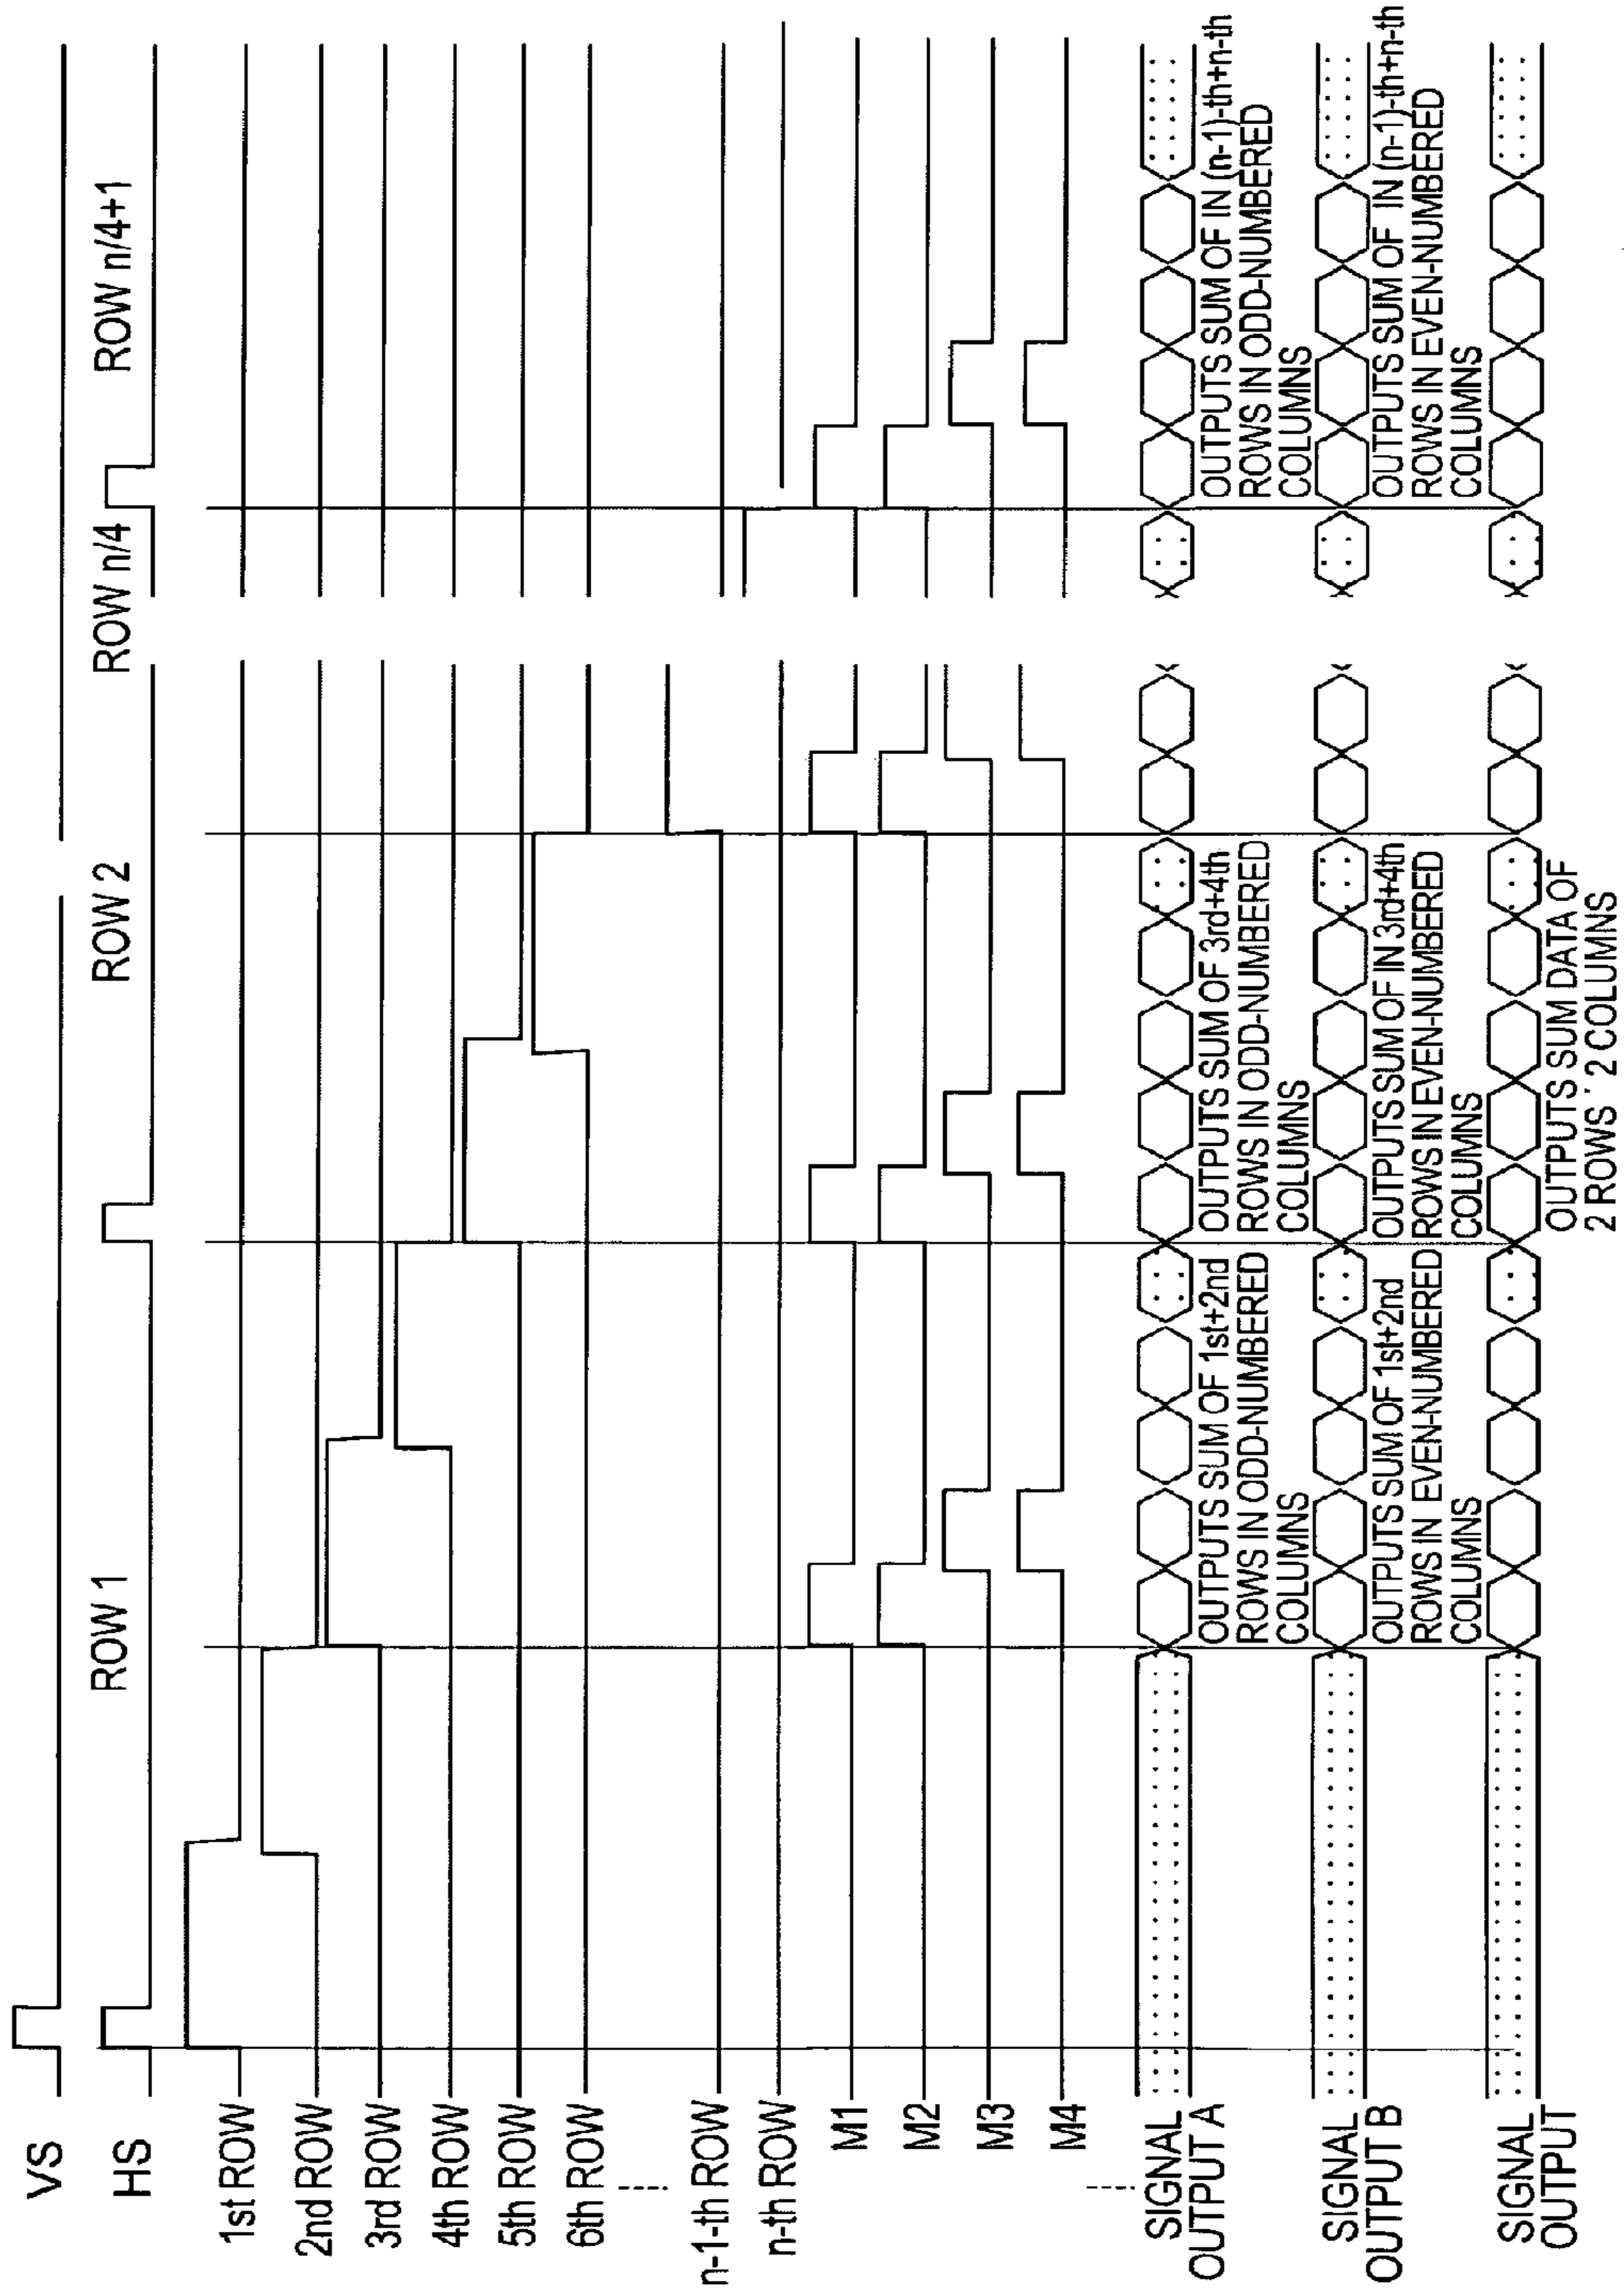 VS
HS
ROW 1
ROW 2
ROW n/4
ROW n/4+1
1st ROW
2nd ROW
3rd ROW
4th ROW
5th ROW
6th ROW
n-1-th ROW
n-th ROW
M1
M2
M3
M4
SIGNAL
OUTPUT A
OUTPUTS SUM OF 1st+2nd
ROWS IN ODD-NUMBERED
COLUMNS
OUTPUTS SUM OF 3rd+4th
ROWS IN ODD-NUMBERED
COLUMNS
OUTPUTS SUM OF IN (n-1)-th+n-th
ROWS IN ODD-NUMBERED
COLUMNS
SIGNAL
OUTPUT B
OUTPUTS SUM OF 1st+2nd
ROWS IN EVEN-NUMBERED
COLUMNS
OUTPUTS SUM OF IN 3rd+4th
ROWS IN EVEN-NUMBERED
COLUMNS
OUTPUTS SUM OF IN (n-1)-th+n-th
ROWS IN EVEN-NUMBERED
COLUMNS
SIGNAL
OUTPUT
OUTPUTS SUM DATA OF
2 ROWS ˙ 2 COLUMNS